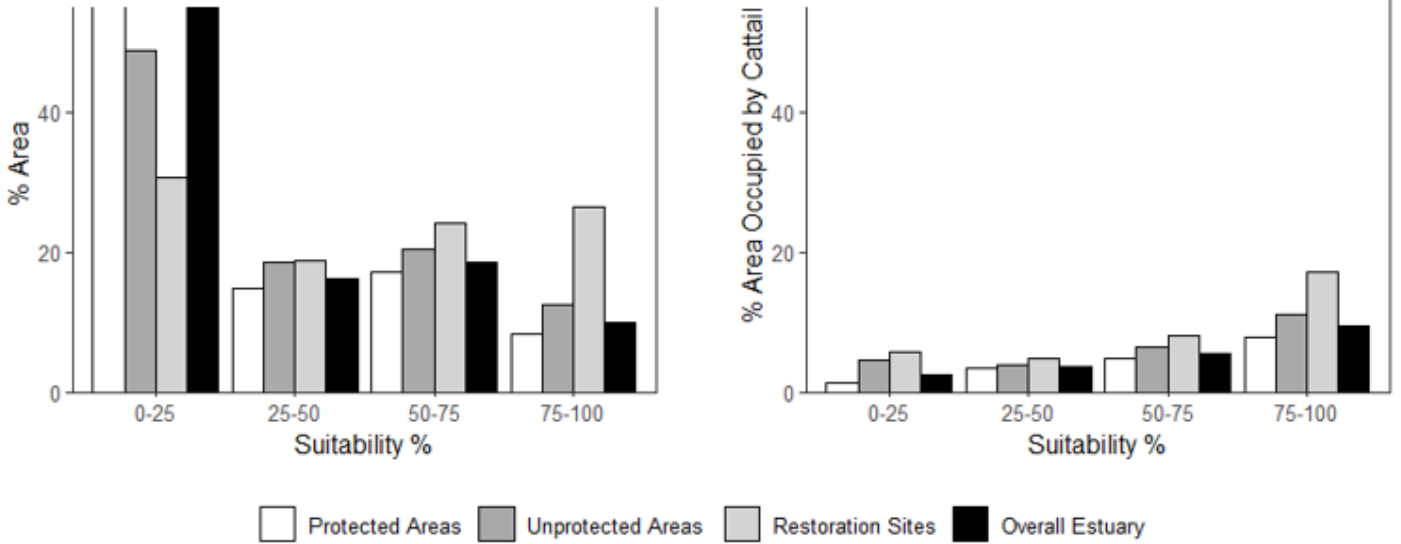 % Area
40
20
0
0-25 25-50 50-75 75-100
Suitability %
% Area Occupied by Cattail
40
20
0
0-25 25-50 50-75 75-100
Suitability %
Protected Areas Unprotected Areas Restoration Sites Overall Estuary